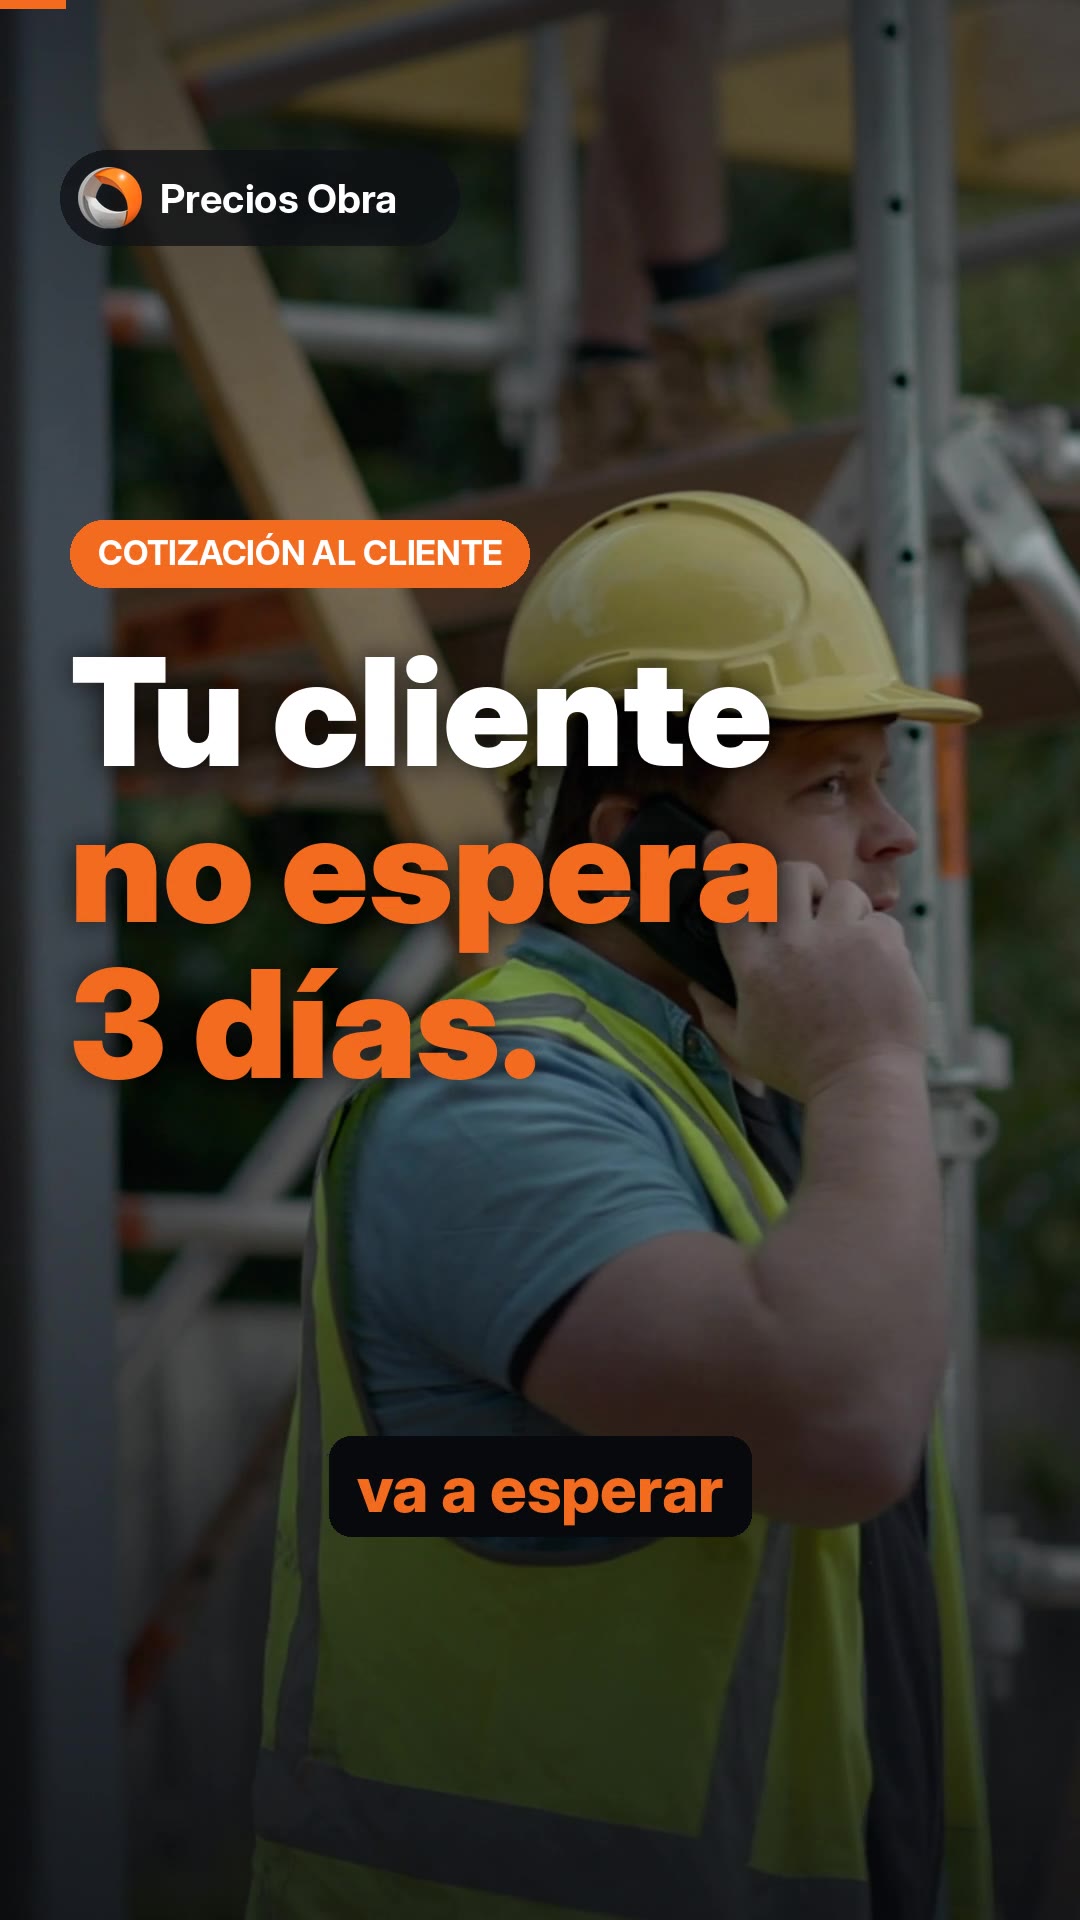 Precios Obra
COTIZACIÓN AL CLIENTE
Tu cliente
no espera
3 días.
va a esperar